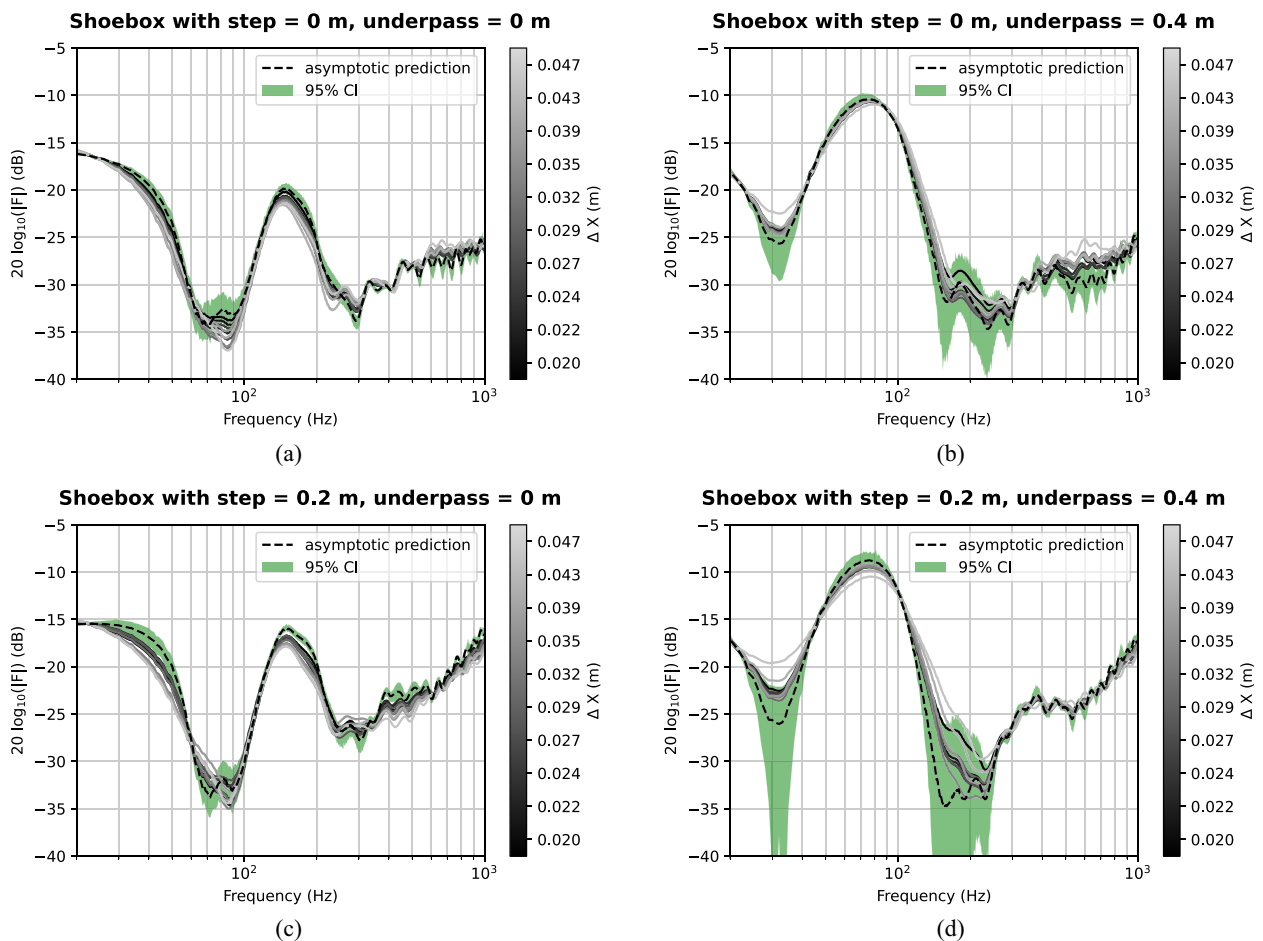 Shoebox with step = 0 m, underpass = 0 m
−5
−10
−15
−20
−25
−30
−35
−40
20 log10(|F|) (dB)
asymptotic prediction
95% CI
10²
10³
Frequency (Hz)
0.047
0.043
0.039
0.035
0.032
0.029
0.027
0.024
0.022
0.020
Δ X (m)
(a)
Shoebox with step = 0 m, underpass = 0.4 m
−5
−10
−15
−20
−25
−30
−35
−40
20 log10(|F|) (dB)
asymptotic prediction
95% CI
10²
10³
Frequency (Hz)
0.047
0.043
0.039
0.035
0.032
0.029
0.027
0.024
0.022
0.020
Δ X (m)
(b)
Shoebox with step = 0.2 m, underpass = 0 m
−5
−10
−15
−20
−25
−30
−35
−40
20 log10(|F|) (dB)
asymptotic prediction
95% CI
10²
10³
Frequency (Hz)
0.047
0.043
0.039
0.035
0.032
0.029
0.027
0.024
0.022
0.020
Δ X (m)
(c)
Shoebox with step = 0.2 m, underpass = 0.4 m
−5
−10
−15
−20
−25
−30
−35
−40
20 log10(|F|) (dB)
asymptotic prediction
95% CI
10²
10³
Frequency (Hz)
0.047
0.043
0.039
0.035
0.032
0.029
0.027
0.024
0.022
0.020
Δ X (m)
(d)